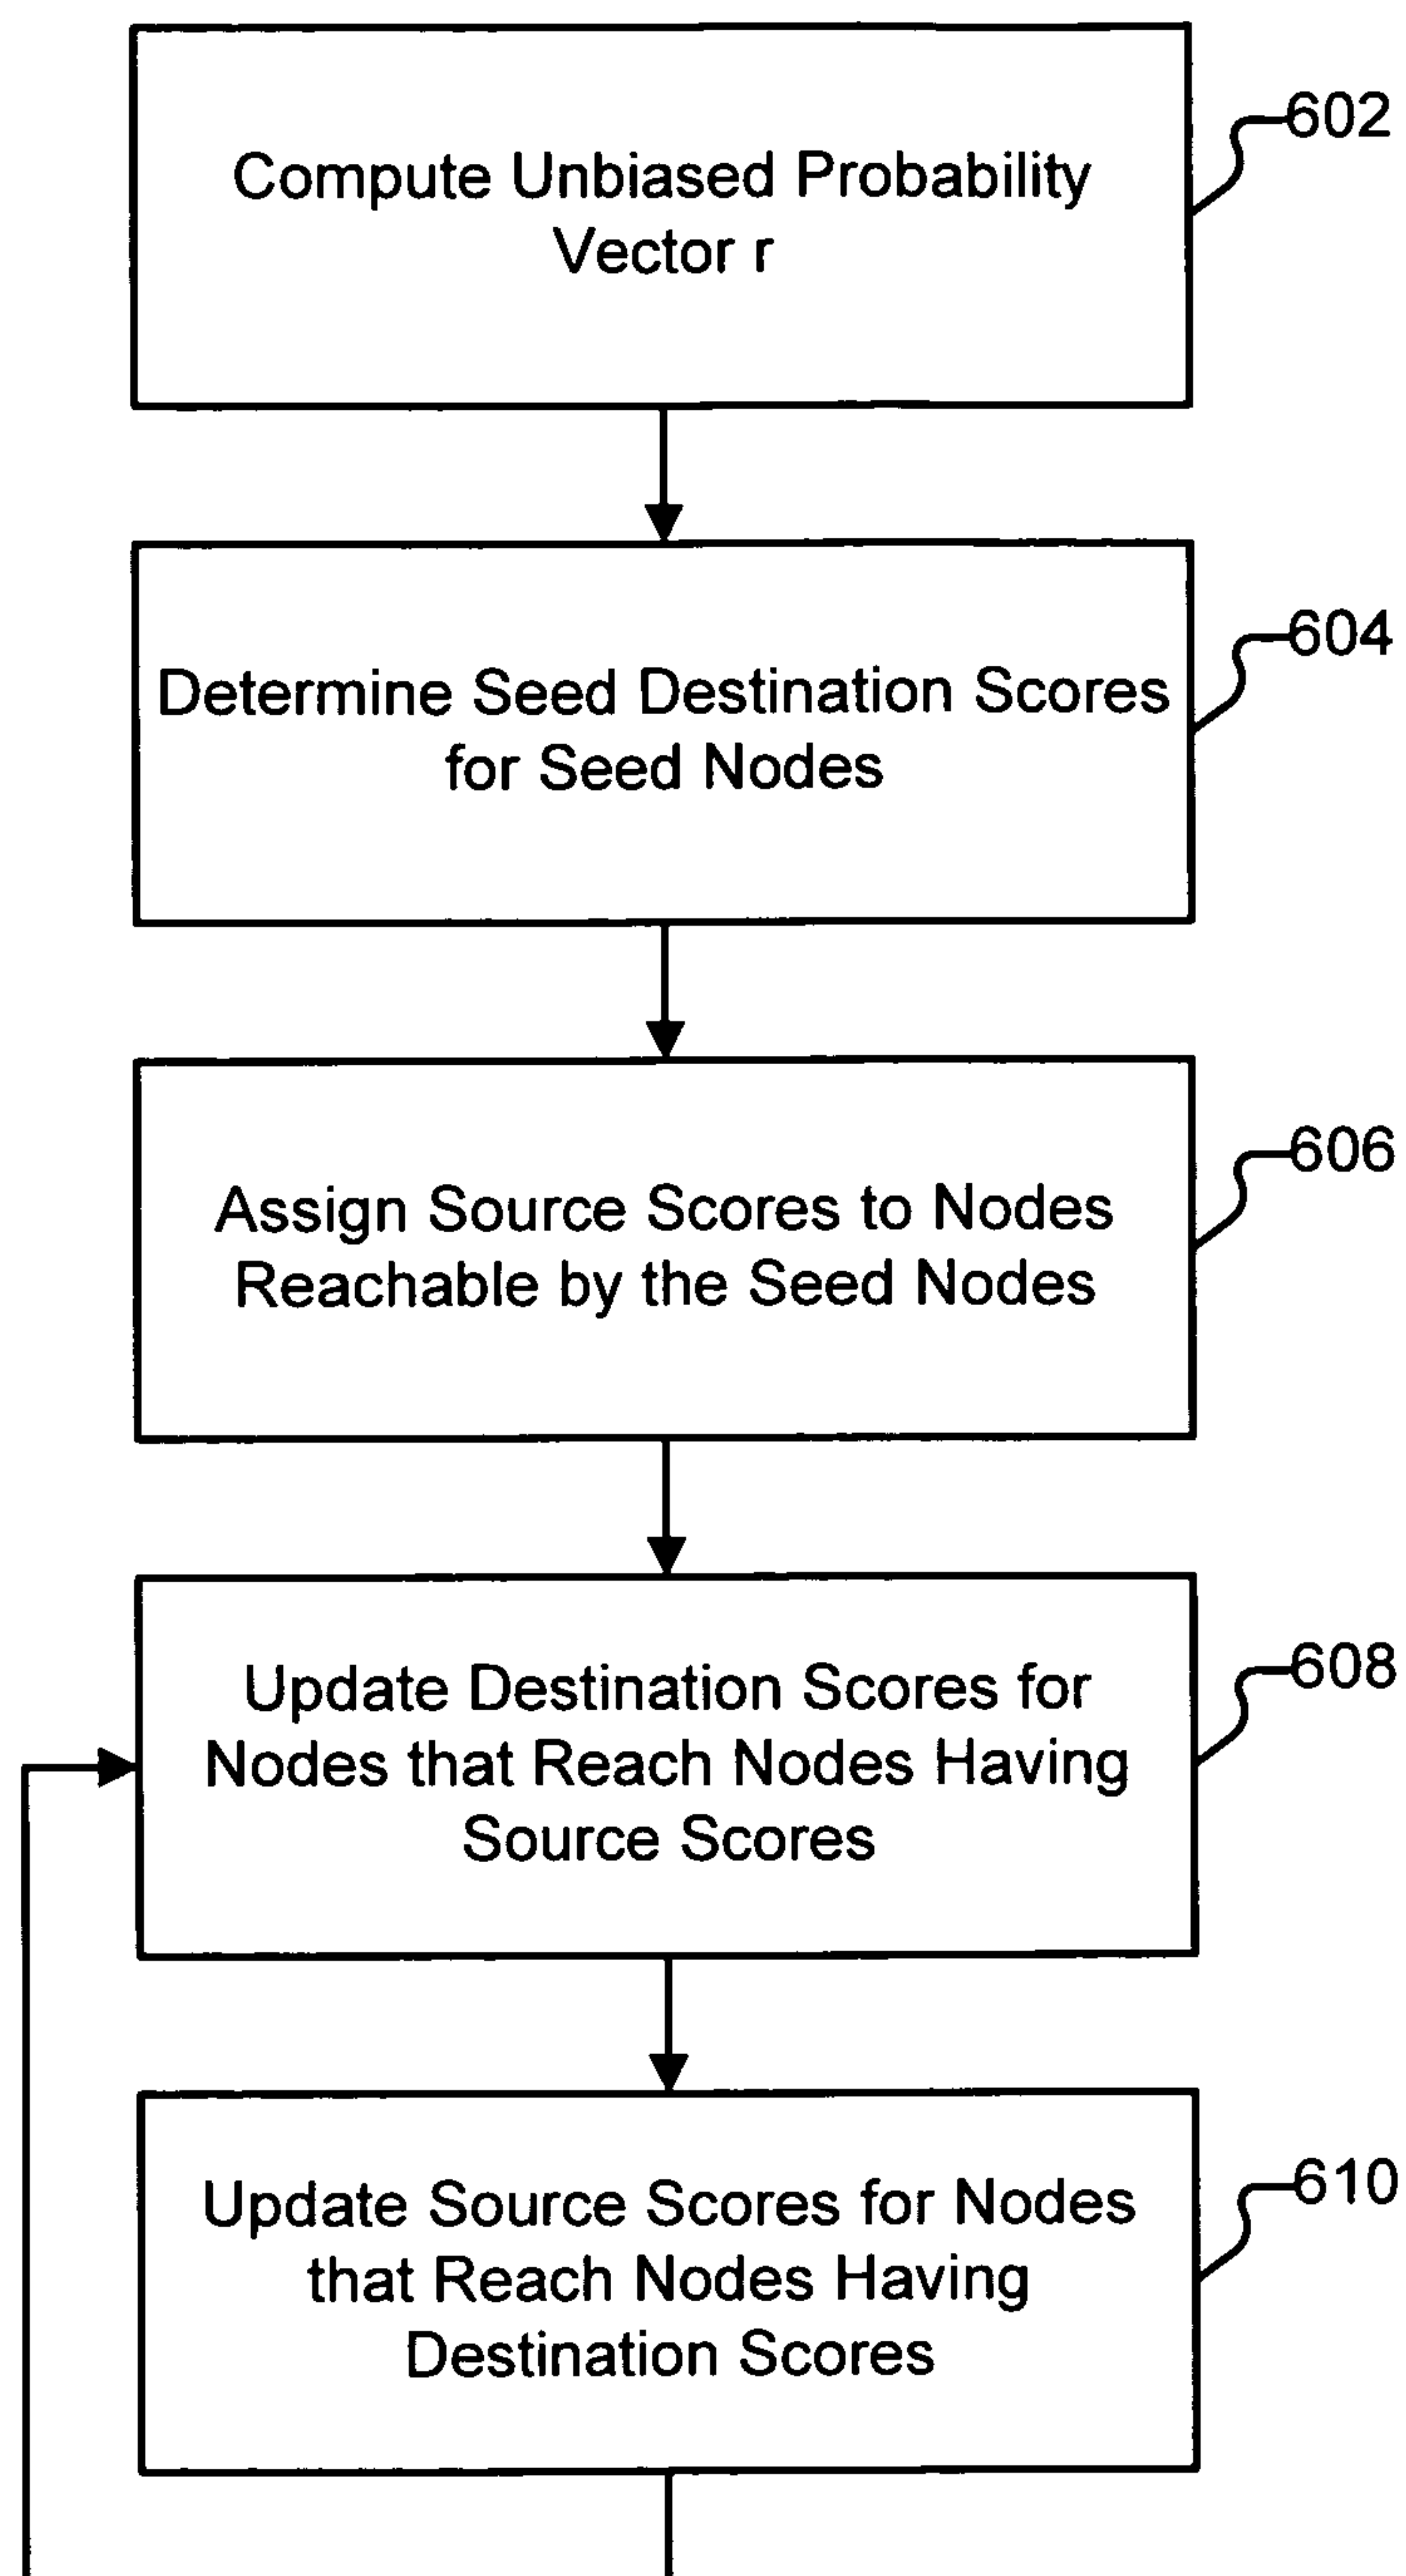 Compute Unbiased Probability
Vector r
602
Determine Seed Destination Scores
for Seed Nodes
604
Assign Source Scores to Nodes
Reachable by the Seed Nodes
606
Update Destination Scores for
Nodes that Reach Nodes Having
Source Scores
608
Update Source Scores for Nodes
that Reach Nodes Having
Destination Scores
610